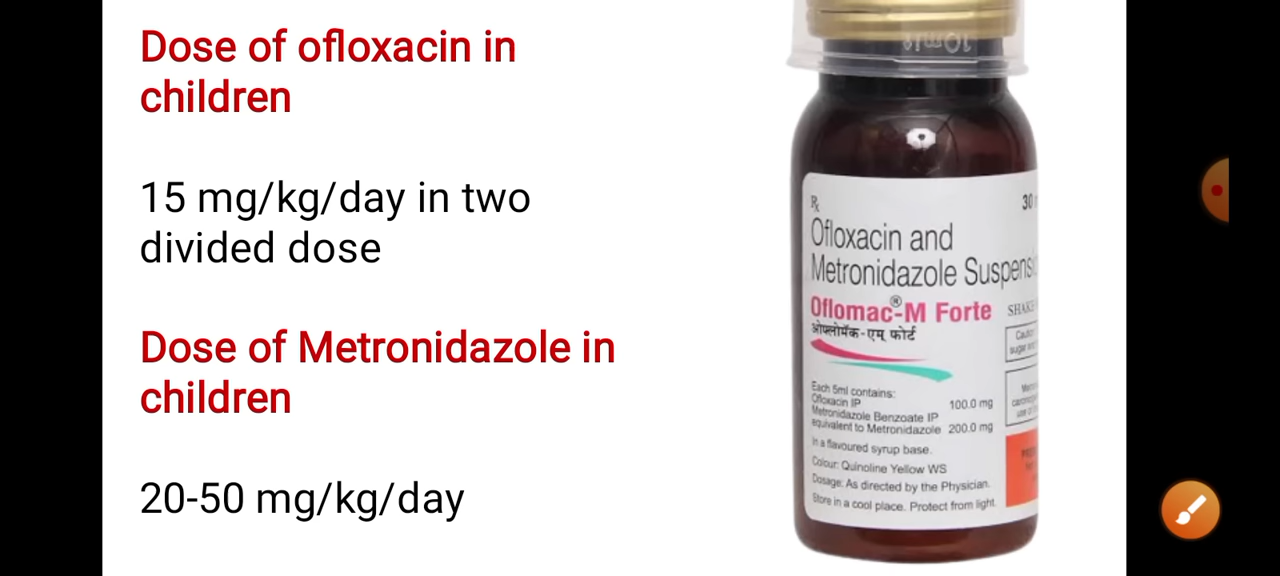 Dose of ofloxacin in
children
15 mg/kg/day in two
divided dose
Dose of Metronidazole in
children
20-50 mg/kg/day
10ml
Rx
30
Ofloxacin and
Metronidazole Suspensi
Oflomac®-M Forte
ओफ्लोमॅक-एम् फोर्ट
Each 5ml contains:
Ofloxacin IP 100.0 mg
Metronidazole Benzoate IP
equivalent to Metronidazole 200.0 mg
In a flavoured syrup base.
Colour: Quinoline Yellow WS
Dosage: As directed by the Physician.
Store in a cool place. Protect from light.
SHAKE